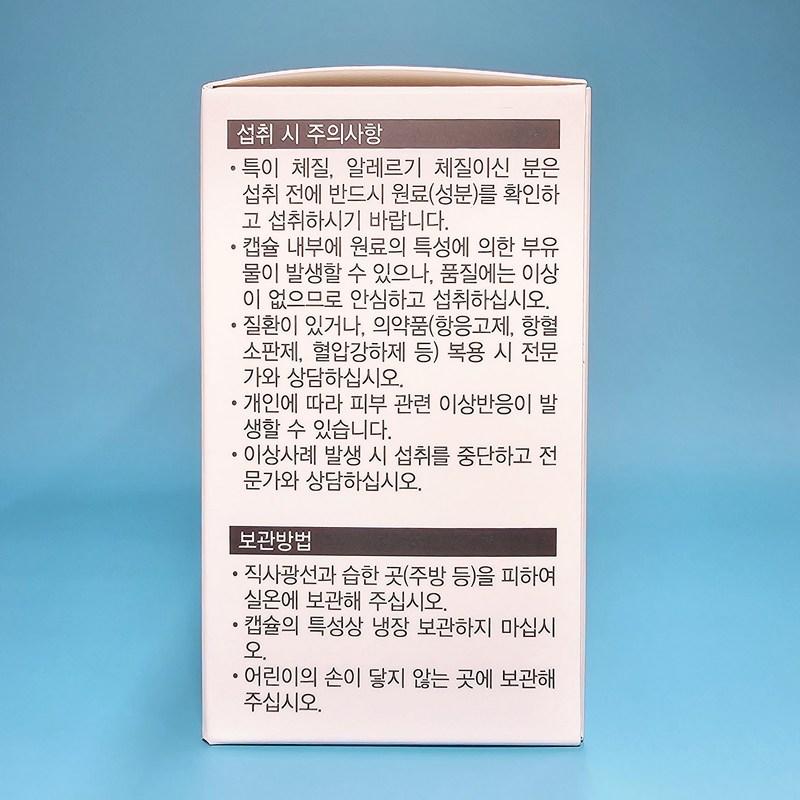 섭취 시 주의사항
• 특이 체질, 알레르기 체질이신 분은
섭취 전에 반드시 원료(성분)를 확인하
고 섭취하시기 바랍니다.
• 캡슐 내부에 원료의 특성에 의한 부유
물이 발생할 수 있으나, 품질에는 이상
이 없으므로 안심하고 섭취하십시오.
• 질환이 있거나, 의약품(항응고제, 항혈
소판제, 혈압강하제 등) 복용 시 전문
가와 상담하십시오.
• 개인에 따라 피부 관련 이상반응이 발
생할 수 있습니다.
• 이상사례 발생 시 섭취를 중단하고 전
문가와 상담하십시오.
보관방법
• 직사광선과 습한 곳(주방 등)을 피하여
실온에 보관해 주십시오.
• 캡슐의 특성상 냉장 보관하지 마십시
오.
• 어린이의 손이 닿지 않는 곳에 보관해
주십시오.